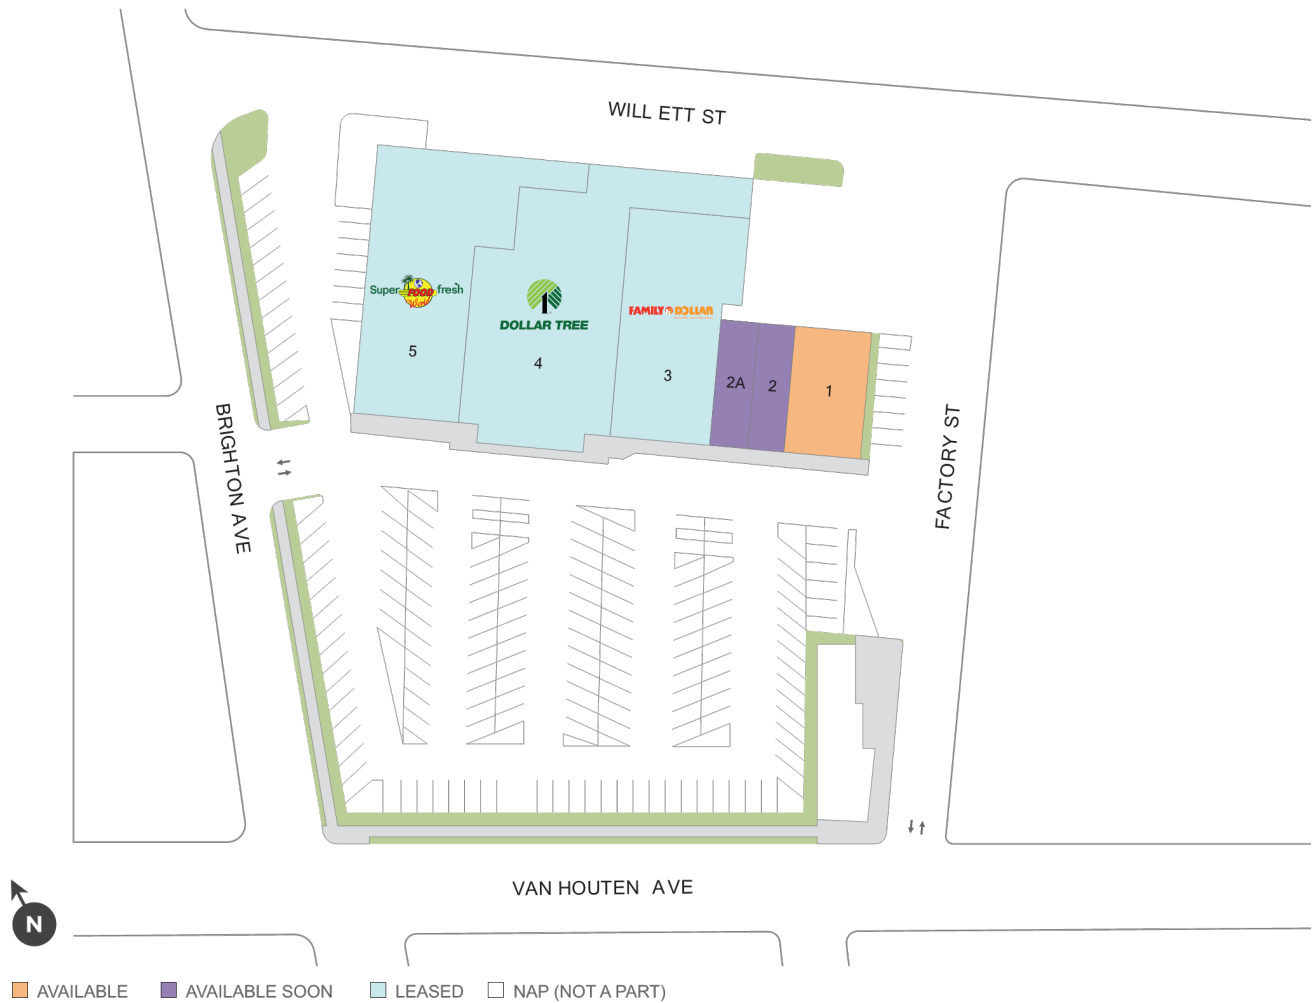 WILL ETT ST
Super FOOD fresh
DOLLAR TREE
FAMILY DOLLAR
5
4
3
2A
2
1
BRIGHTON AVE
FACTORY ST
VAN HOUTEN AVE
N
AVAILABLE
AVAILABLE SOON
LEASED
NAP (NOT A PART)